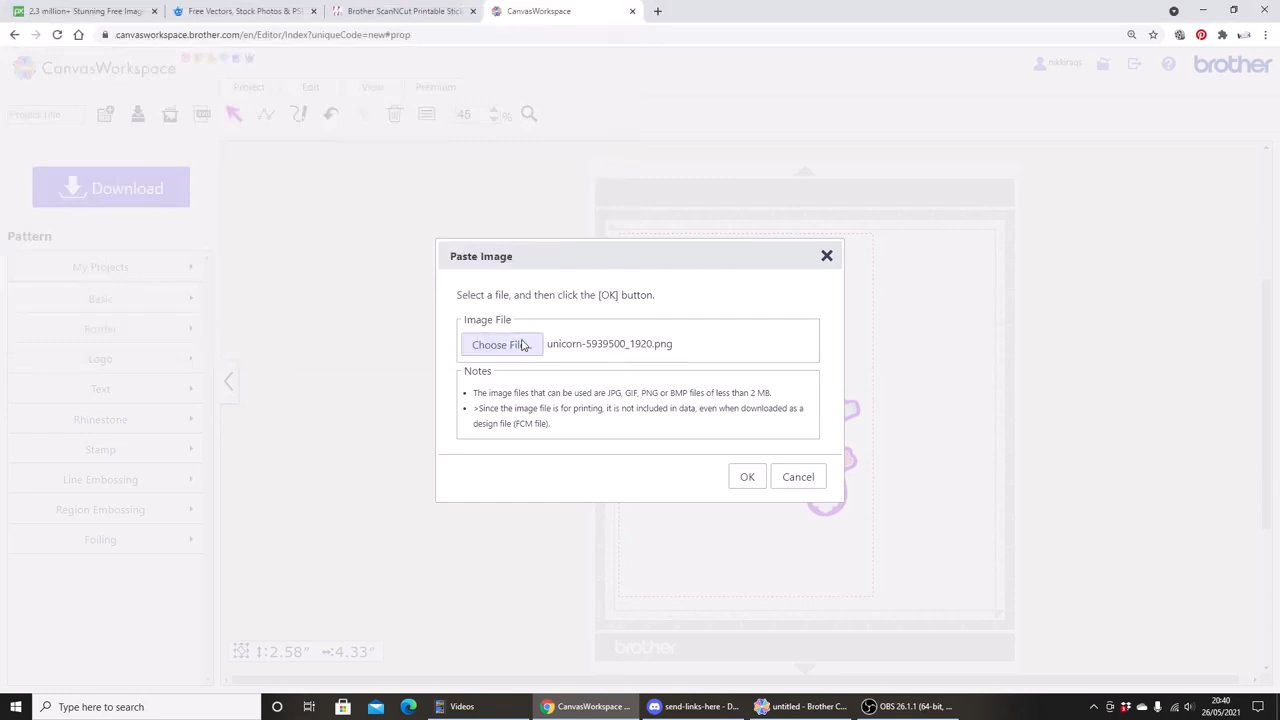 2.3 million+ Stunning Free Imag
Free Vectors, Stock Photos & PS
Brother ScanNCut Printable Stick
CanvasWorkspace
canvasworkspace.brother.com/en/Editor/Index?uniqueCode=new#prop
CanvasWorkspace
nikkiraqs
brother
Project
Edit
View
Premium
Project Title
45 %
Download
Pattern
My Projects
Basic
Runner
Logo
Text
Rhinestone
Stamp
Line Embossing
Region Embossing
Foiling
Paste Image
Select a file, and then click the [OK] button.
Image File
unicorn-5939500_1920.png
Notes
The image files that can be used are JPG, GIF, PNG or BMP files of less than 2 MB.
>Since the image file is for printing, it is not included in data, even when downloaded as a
design file (FCM file).
OK
Cancel
2.58"
4.33"
brother
Type here to search
Videos
CanvasWorkspace ...
send-links-here - D...
untitled - Brother C...
OBS 26.1.1 (64-bit, ...
20:40
26/05/2021